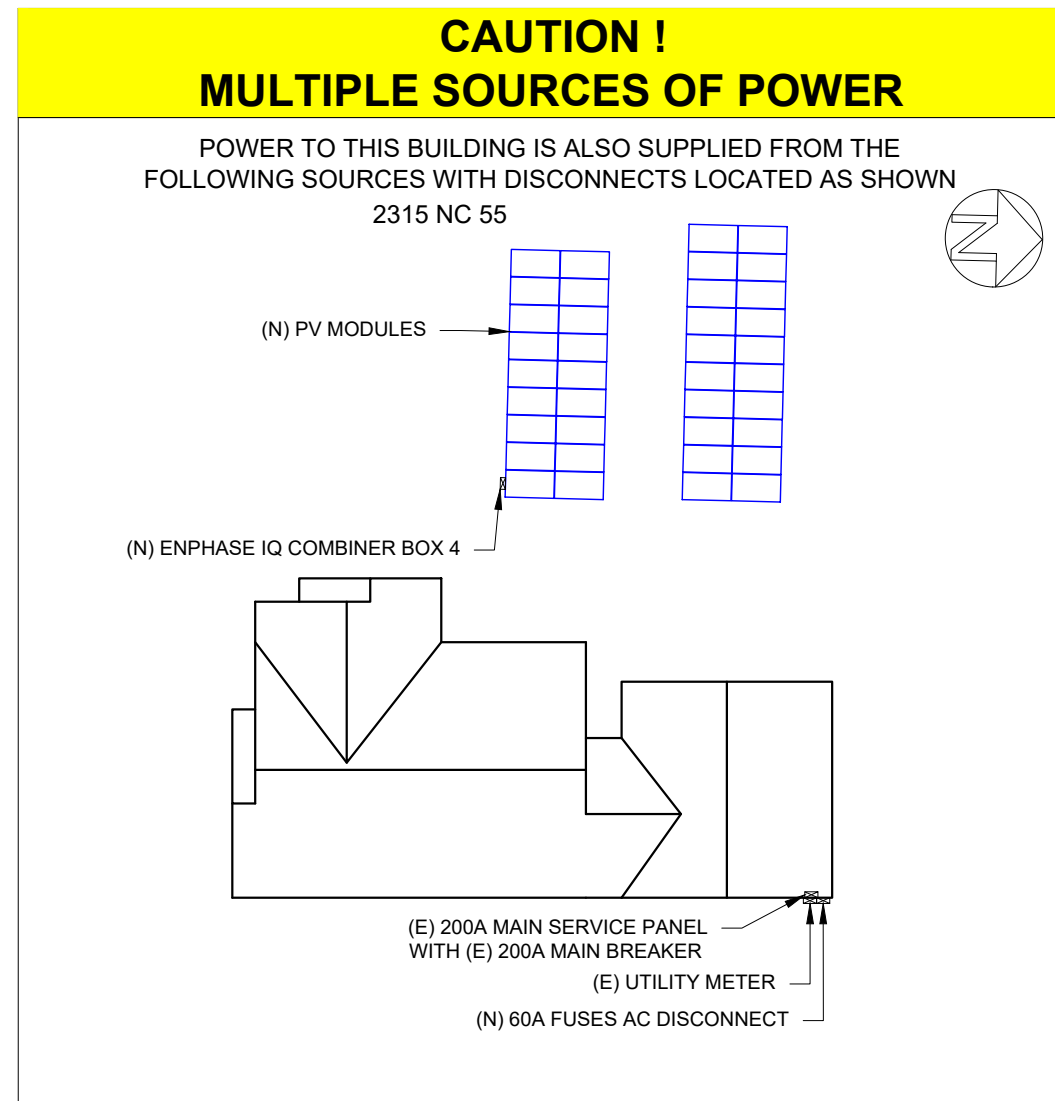 CAUTION !
MULTIPLE SOURCES OF POWER
POWER TO THIS BUILDING IS ALSO SUPPLIED FROM THE
FOLLOWING SOURCES WITH DISCONNECTS LOCATED AS SHOWN
2315 NC 55
N
(N) PV MODULES
(N) ENPHASE IQ COMBINER BOX 4
(E) 200A MAIN SERVICE PANEL
WITH (E) 200A MAIN BREAKER
(E) UTILITY METER
(N) 60A FUSES AC DISCONNECT